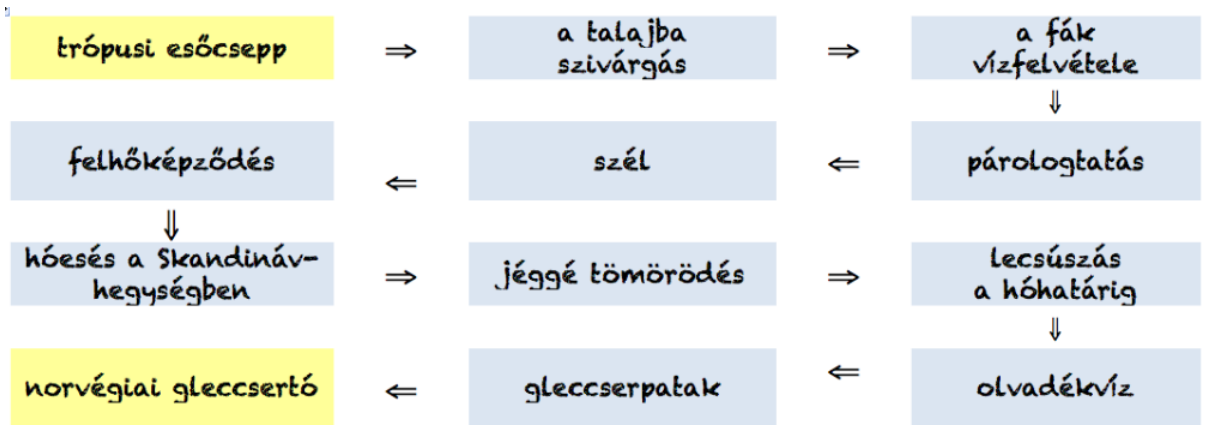 trópusi esőcsepp
⇒
a talajba
szivárgás
⇒
a fák
vízfelvétele
⇓
párologtatás
⇐
szél
⇐
felhőképződés
⇓
hóesés a Skandináv-
hegységben
⇒
jéggé tömörödés
⇒
lecsúszás
a hóhatárig
⇓
olvadékvíz
⇐
gleccserpatak
⇐
norvégiai gleccsertó